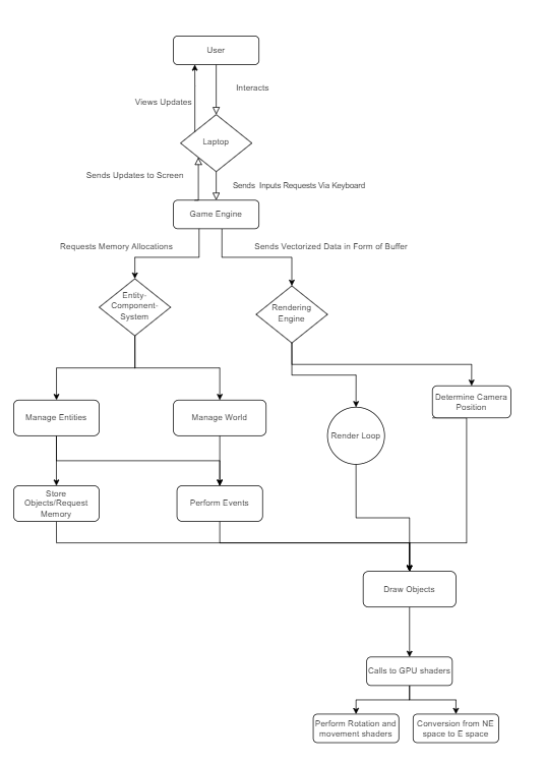 User
Interacts
Views Updates
Laptop
Sends Updates to Screen
Sends Inputs Requests Via Keyboard
Game Engine
Requests Memory Allocations
Sends Vectorized Data in Form of Buffer
Entity-
Component-
System
Rendering
Engine
Manage Entities
Manage World
Render Loop
Determine Camera
Position
Store
Objects/Request
Memory
Perform Events
Draw Objects
Calls to GPU shaders
Perform Rotation and
movement shaders
Conversion from NE
space to E space